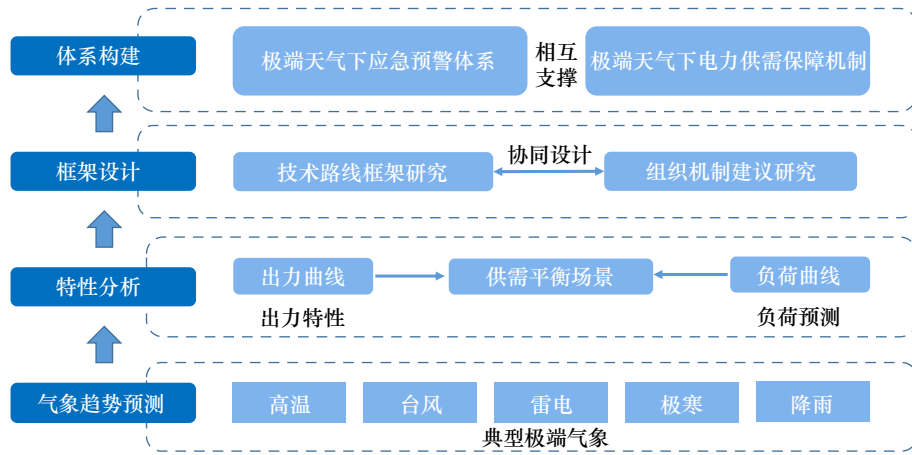 体系构建
极端天气下应急预警体系
相互
支撑
极端天气下电力供需保障机制
框架设计
技术路线框架研究
协同设计
组织机制建议研究
特性分析
出力曲线
供需平衡场景
负荷曲线
出力特性
负荷预测
气象趋势预测
高温
台风
雷电
极寒
降雨
典型极端气象